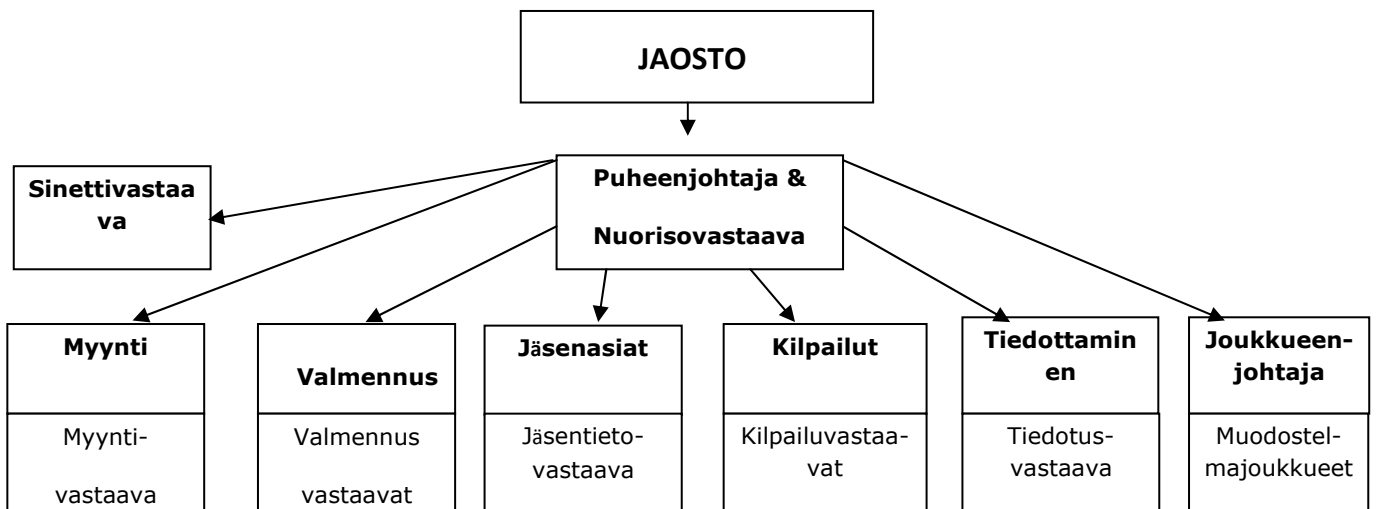 JAOSTO
Puheenjohtaja &
Nuorisovastaava
Sinettivastaa
va
Myynti
Myynti-
vastaava
Valmennus
Valmennus
vastaavat
Jäsenasiat
Jäsentieto-
vastaava
Kilpailut
Kilpailuvastaa-
vat
Tiedottamin
en
Tiedotus-
vastaava
Joukkueen-
johtaja
Muodostel-
majoukkueet